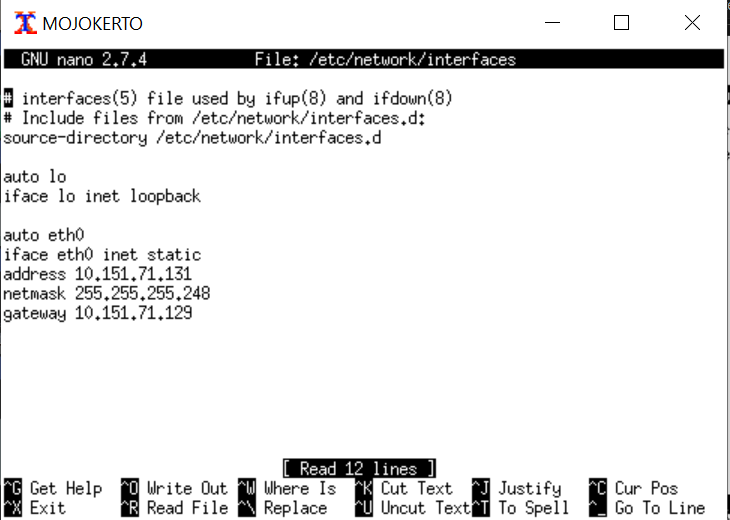 MOJOKERTO
GNU nano 2.7.4 File: /etc/network/interfaces
# interfaces(5) file used by ifup(8) and ifdown(8)
# Include files from /etc/network/interfaces.d:
source-directory /etc/network/interfaces.d
auto lo
iface lo inet loopback
auto eth0
iface eth0 inet static
address 10.151.71.131
netmask 255.255.255.248
gateway 10.151.71.129
[ Read 12 lines ]
^G Get Help ^O Write Out ^W Where Is ^K Cut Text ^J Justify ^C Cur Pos
^X Exit ^R Read File ^\ Replace ^U Uncut Text ^T To Spell ^_ Go To Line